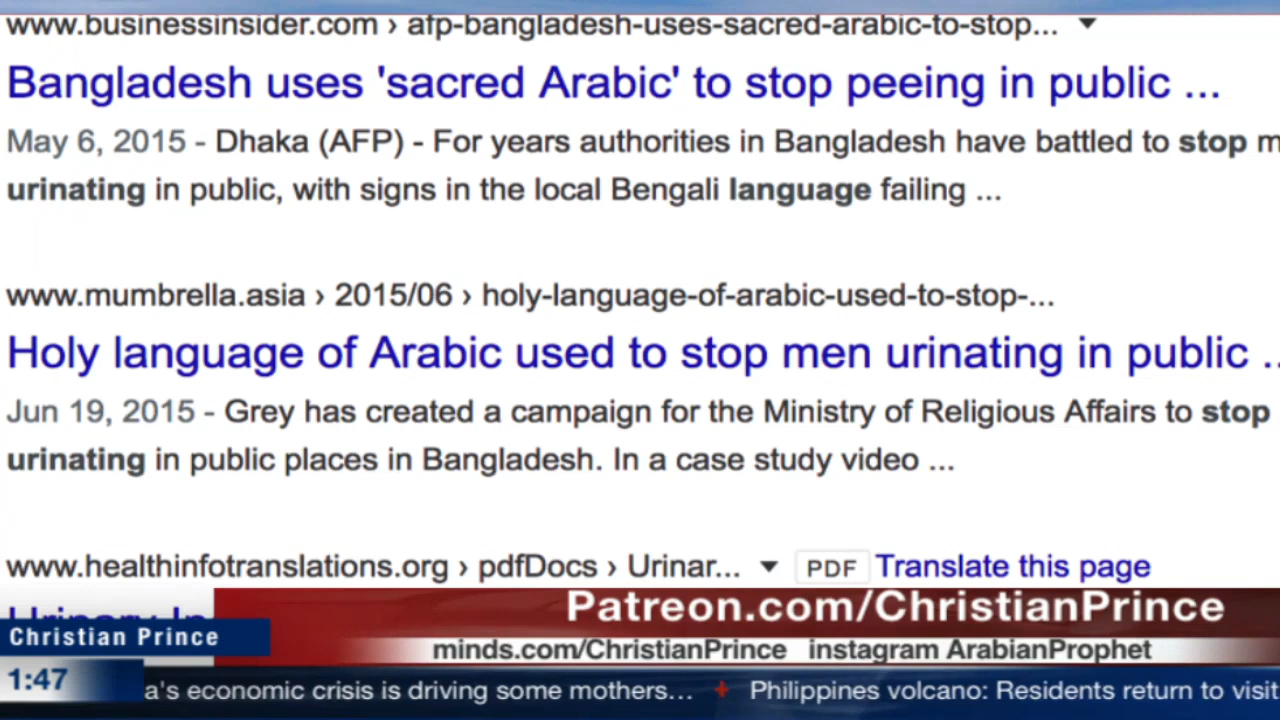 www.businessinsider.com › afp-bangladesh-uses-sacred-arabic-to-stop...
Bangladesh uses 'sacred Arabic' to stop peeing in public ...
May 6, 2015 - Dhaka (AFP) - For years authorities in Bangladesh have battled to stop m
urinating in public, with signs in the local Bengali language failing ...
www.mumbrella.asia › 2015/06 › holy-language-of-arabic-used-to-stop-...
Holy language of Arabic used to stop men urinating in public ..
Jun 19, 2015 - Grey has created a campaign for the Ministry of Religious Affairs to stop
urinating in public places in Bangladesh. In a case study video ...
www.healthinfotranslations.org › pdfDocs › Urinar... PDF Translate this page
Patreon.com/ChristianPrince
Christian Prince
minds.com/ChristianPrince instagram ArabianProphet
1:47
a's economic crisis is driving some mothers... Philippines volcano: Residents return to visit